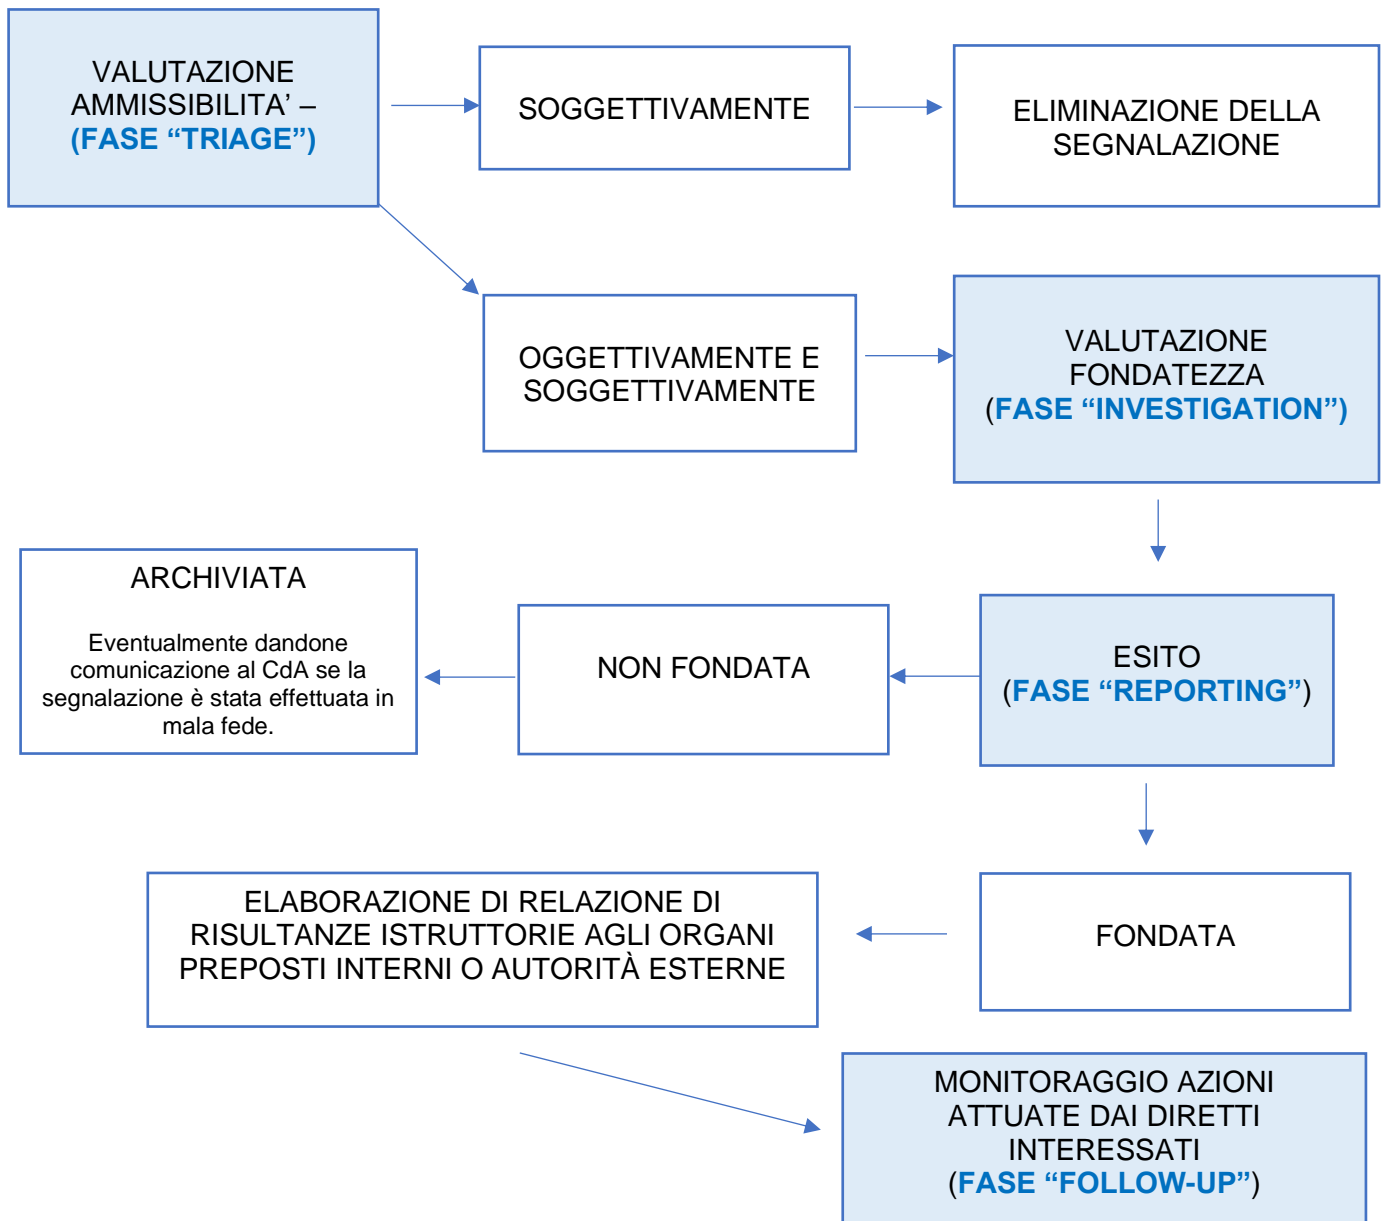 VALUTAZIONE
AMMISSIBILITA’ –
(FASE “TRIAGE”)
SOGGETTIVAMENTE
ELIMINAZIONE DELLA
SEGNALAZIONE
OGGETTIVAMENTE E
SOGGETTIVAMENTE
VALUTAZIONE
FONDATEZZA
(FASE “INVESTIGATION”)
ARCHIVIATA
Eventualmente dandone
comunicazione al CdA se la
segnalazione è stata effettuata in
mala fede.
NON FONDATA
ESITO
(FASE “REPORTING”)
ELABORAZIONE DI RELAZIONE DI
RISULTANZE ISTRUTTORIE AGLI ORGANI
PREPOSTI INTERNI O AUTORITÀ ESTERNE
FONDATA
MONITORAGGIO AZIONI
ATTUATE DAI DIRETTI
INTERESSATI
(FASE “FOLLOW-UP”)